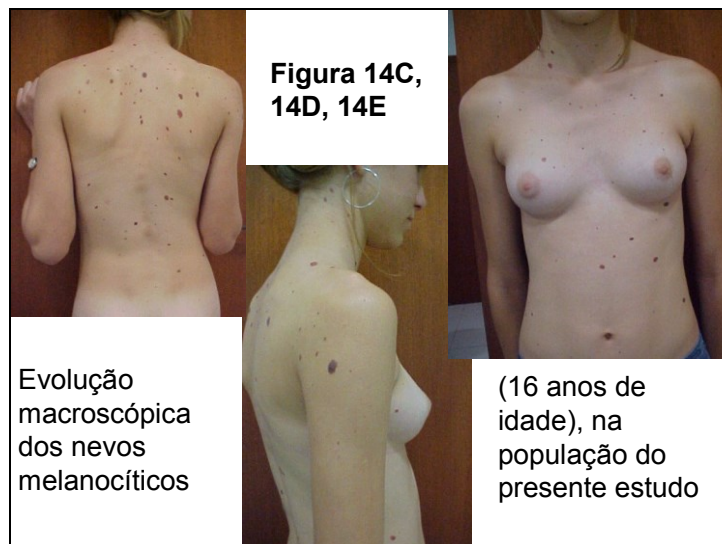 Figura 14C,
14D, 14E
Evolução
macroscópica
dos nevos
melanocíticos
(16 anos de
idade), na
população do
presente estudo